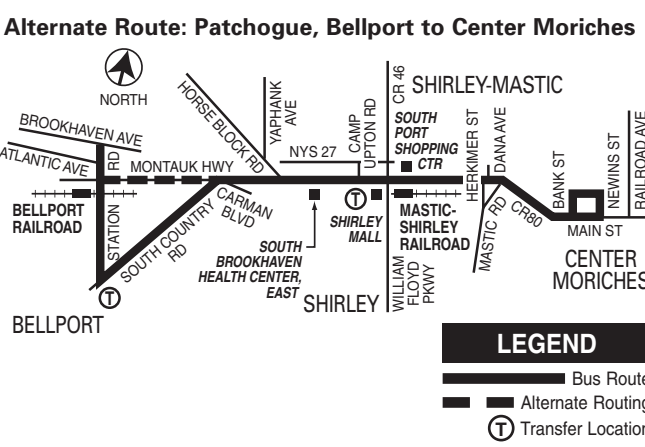 Alternate Route: Patchogue, Bellport to Center Moriches
NORTH
BROOKHAVEN AVE
ATLANTIC AVE
STATION RD
MONTAUK HWY
HORSE BLOCK RD
YAPHANK
AVE
NYS 27
CAMP
UPTON RD
CR 46
SHIRLEY-MASTIC
SOUTH
PORT
SHOPPING
CTR
HERKIMER ST
DANA AVE
MASTIC RD
CR80
BANK ST
NEWINS ST
RAILROAD AVE
MAIN ST
CENTER
MORICHES
BELLPORT
RAILROAD
SOUTH COUNTRY
RD
CARMAN
BLVD
SOUTH
BROOKHAVEN
HEALTH CENTER,
EAST
T
SHIRLEY
MALL
MASTIC-
SHIRLEY
RAILROAD
SHIRLEY
WILLIAM
FLOYD
PKWY
T
BELLPORT
LEGEND
Bus Route
Alternate Routing
T Transfer Location